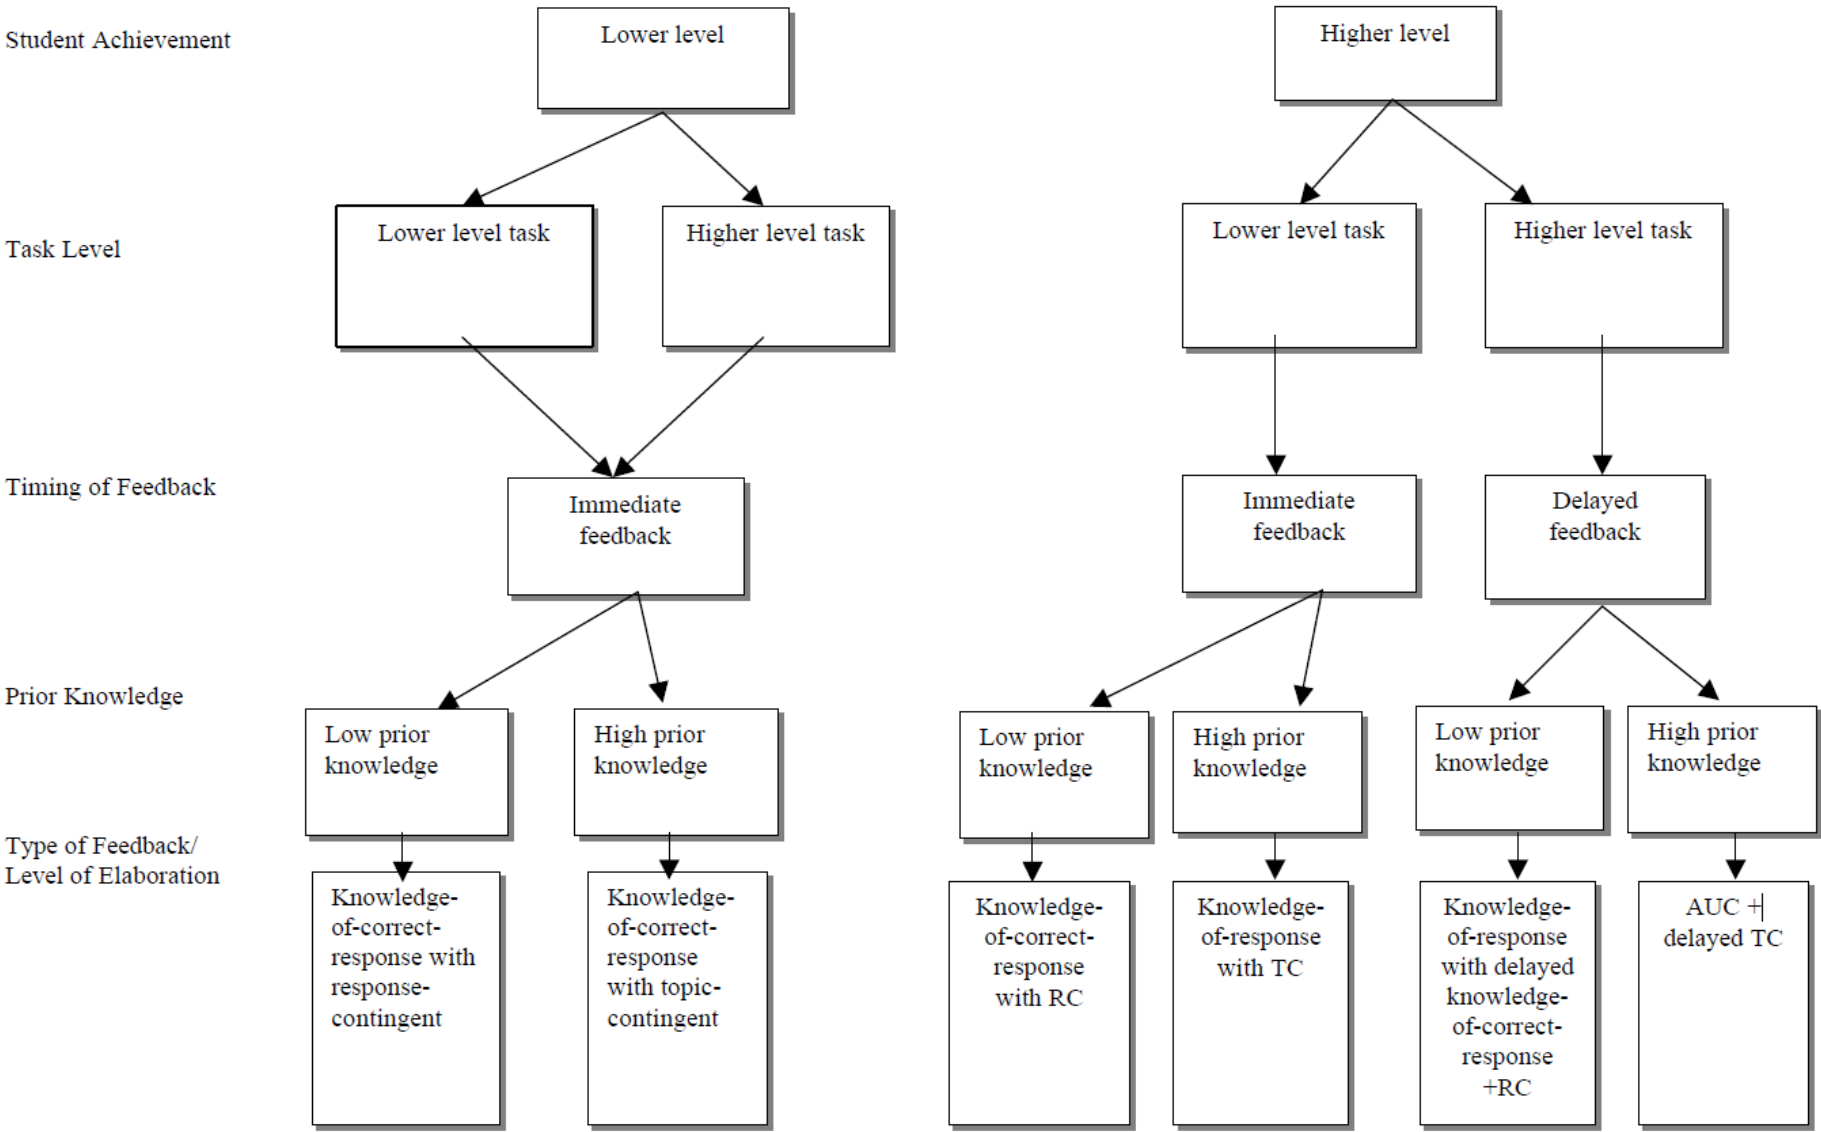 Student Achievement
Lower level
Higher level
Task Level
Lower level task
Higher level task
Lower level task
Higher level task
Timing of Feedback
Immediate
feedback
Immediate
feedback
Delayed
feedback
Prior Knowledge
Low prior
knowledge
High prior
knowledge
Low prior
knowledge
High prior
knowledge
Low prior
knowledge
High prior
knowledge
Type of Feedback/
Level of Elaboration
Knowledge-
of-correct-
response with
response-
contingent
Knowledge-
of-correct-
response
with topic-
contingent
Knowledge-
of-correct-
response
with RC
Knowledge-
of-response
with TC
Knowledge-
of-response
with delayed
knowledge-
of-correct-
response
+RC
AUC +
delayed TC